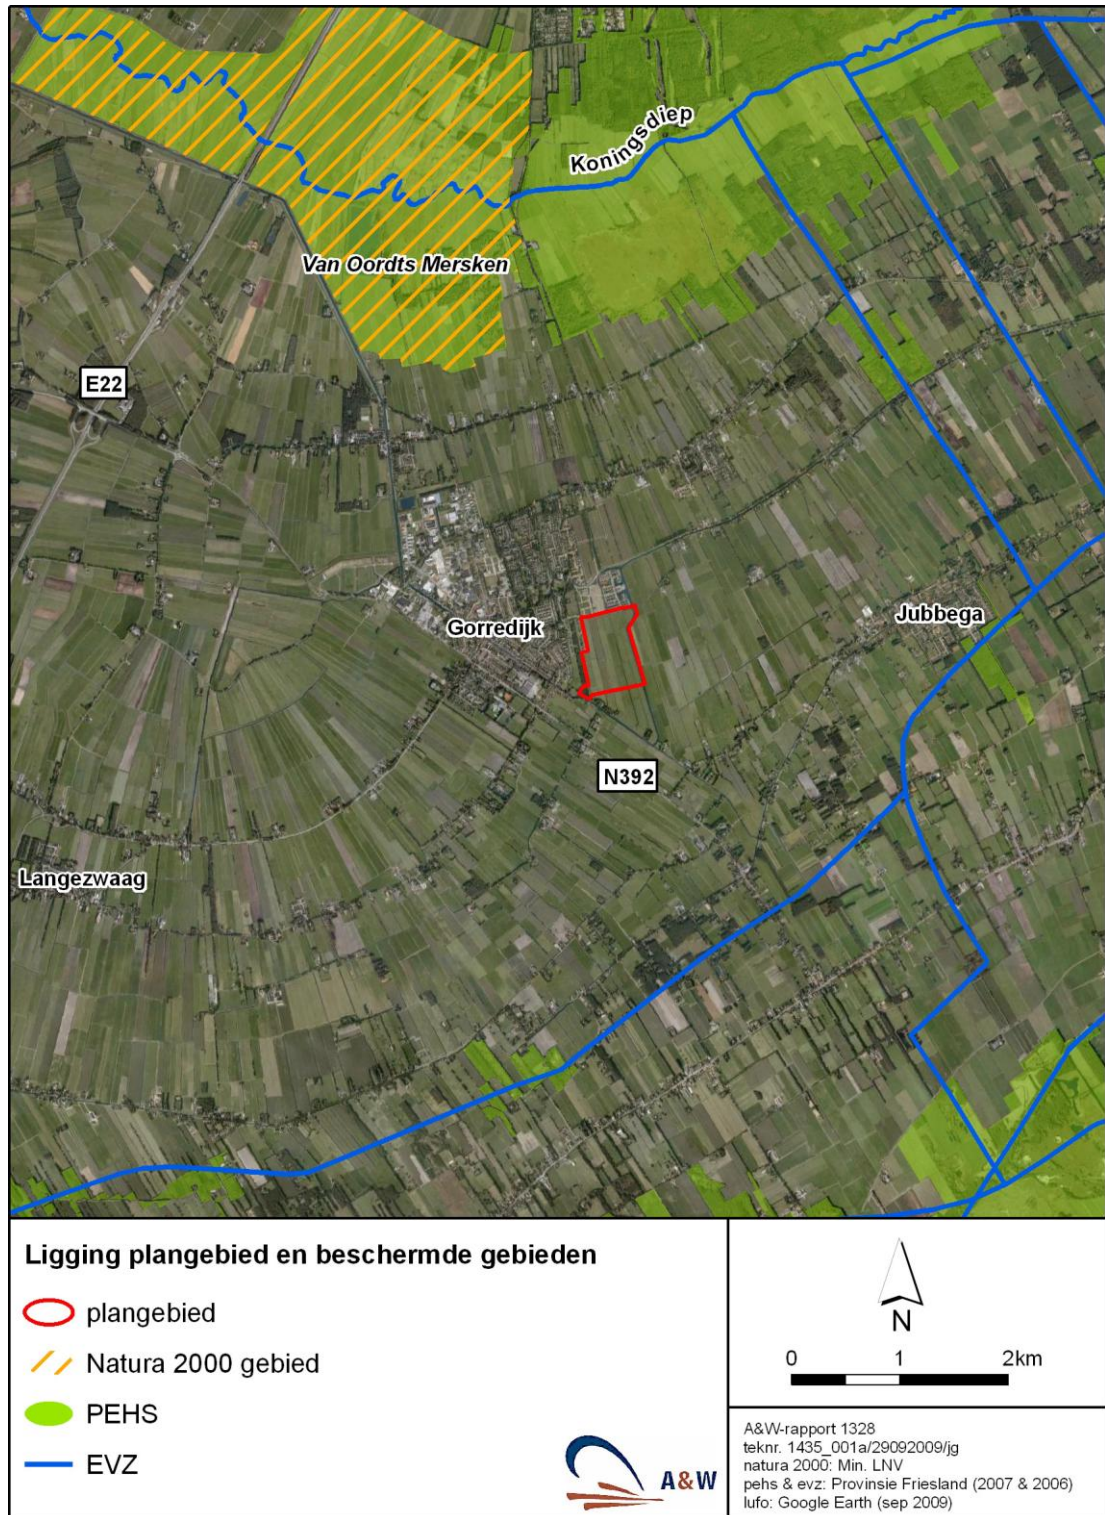 Koningsdiep
Van Oordts Mersken
E22
Gorredijk
Jubbega
N392
Langezwaag
Ligging plangebied en beschermde gebieden
plangebied
Natura 2000 gebied
PEHS
EVZ
A&W
N
0 1 2km
A&W-rapport 1328
teknr. 1435_001a/29092009/jg
natura 2000: Min. LNV
pehs & evz: Provinsie Friesland (2007 & 2006)
lufo: Google Earth (sep 2009)